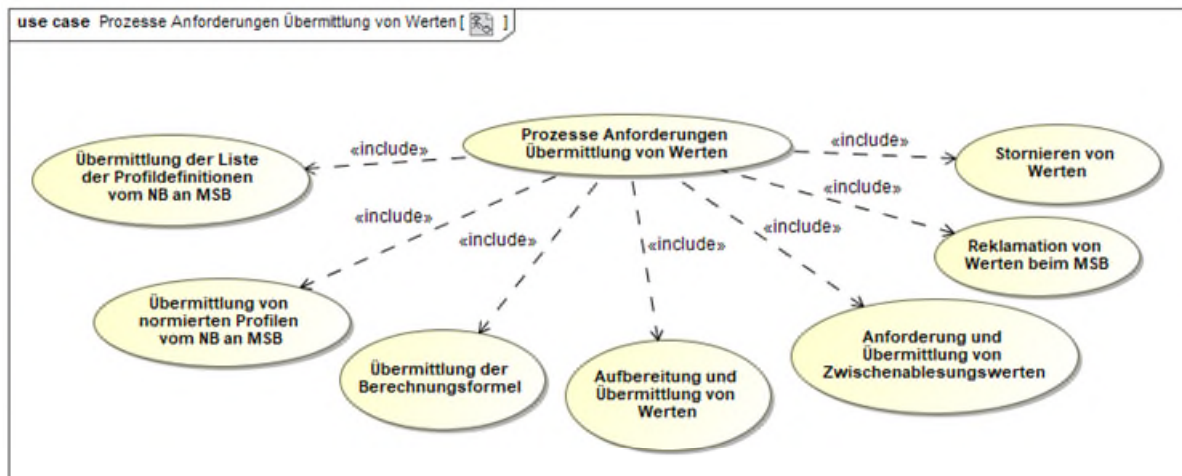 use case Prozesse Anforderungen Übermittlung von Werten [ ]
Prozesse Anforderungen
Übermittlung von Werten
«include»
«include»
«include»
«include»
«include»
«include»
«include»
Übermittlung der Liste
der Profildefinitionen
vom NB an MSB
Stornieren von
Werten
Reklamation von
Werten beim MSB
Übermittlung von
normierten Profilen
vom NB an MSB
Übermittlung der
Berechnungsformel
Aufbereitung und
Übermittlung von
Werten
Anforderung und
Übermittlung von
Zwischenablesungswerten